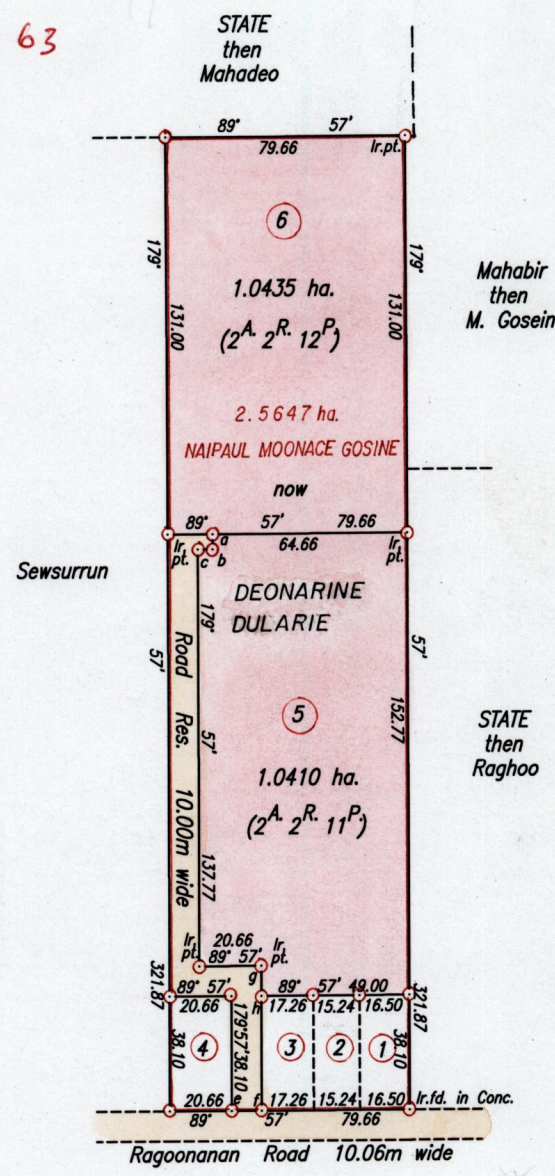 63
STATE
then
Mahadeo
89° 57'
79.66
Ir.pt.
6
179°
179°
Mahabir
then
M. Gosein
1.0435 ha.
131.00
131.00
(2A. 2R. 12P.)
2.5647 ha.
NAIPAUL MOONACE GOSINE
now
89° 57' 79.66
a
64.66
Ir. pt.
c b
Ir. pt.
Sewsurrun
DEONARINE
DULARIE
179°
57'
57'
Road Res. 10.00m wide
5
152.77
STATE
then
Raghoo
57'
1.0410 ha.
(2A. 2R. 11P.)
137.77
20.66
Ir. pt.
89° 57'
Ir. pt.
g
321.87
321.87
89° 57'
89° 57' 49.00
20.66
h
17.26 15.24 16.50
38.10
4
179°57' 38.10
3
2
1
38.10
20.66
e f
17.26 15.24 16.50
Ir.fd. in Conc.
89° 57' 79.66
Ragoonanan Road 10.06m wide